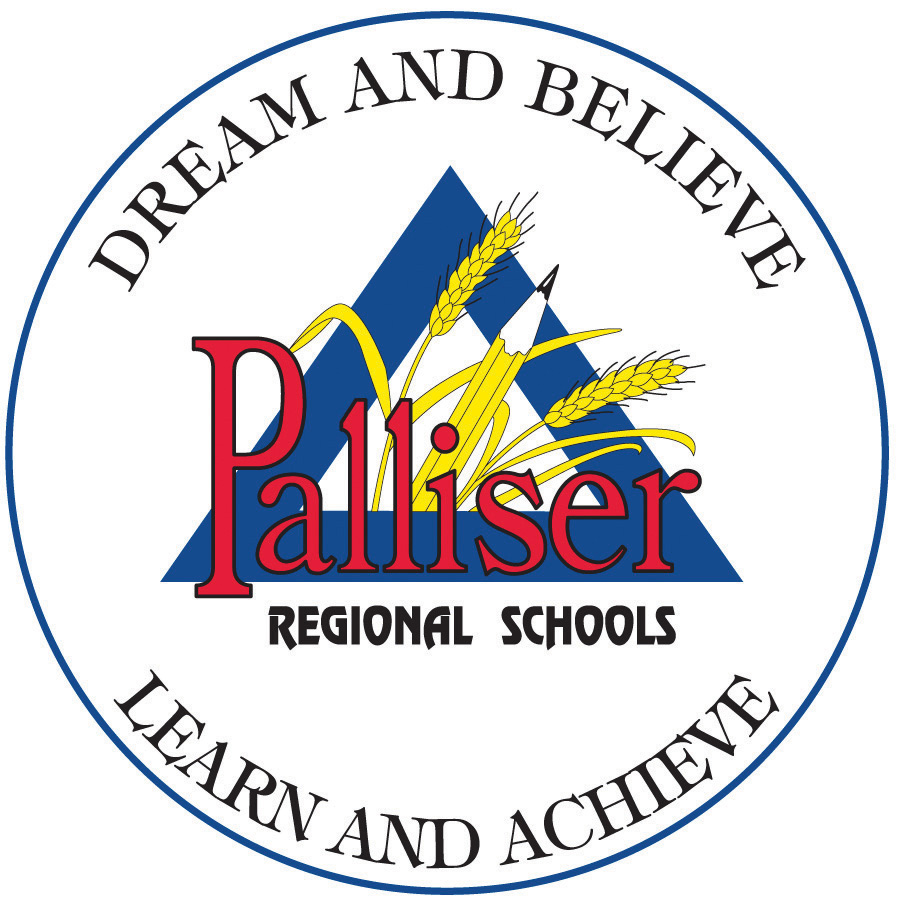 DREAM AND BELIEVE
Palliser
REGIONAL SCHOOLS
LEARN AND ACHIEVE